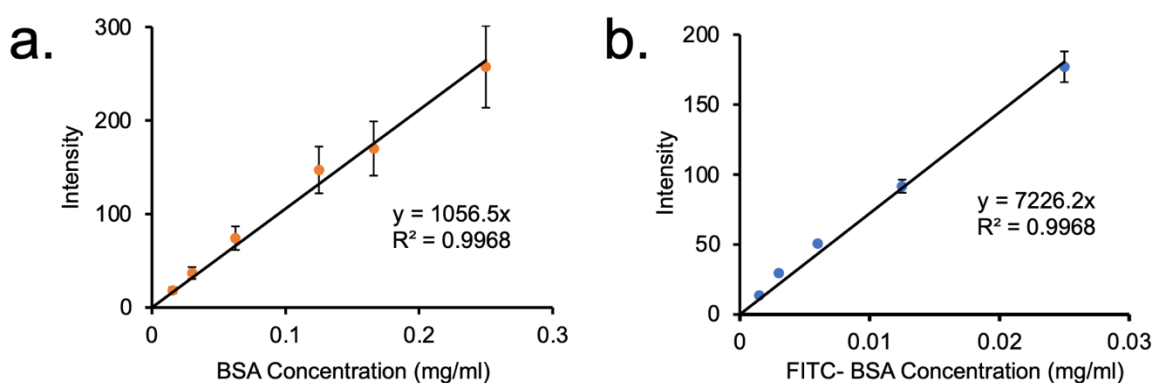 a.
300
200
100
0
Intensity
y = 1056.5x
R² = 0.9968
0 0.1 0.2 0.3
BSA Concentration (mg/ml)
b.
200
150
100
50
0
Intensity
y = 7226.2x
R² = 0.9968
0 0.01 0.02 0.03
FITC- BSA Concentration (mg/ml)